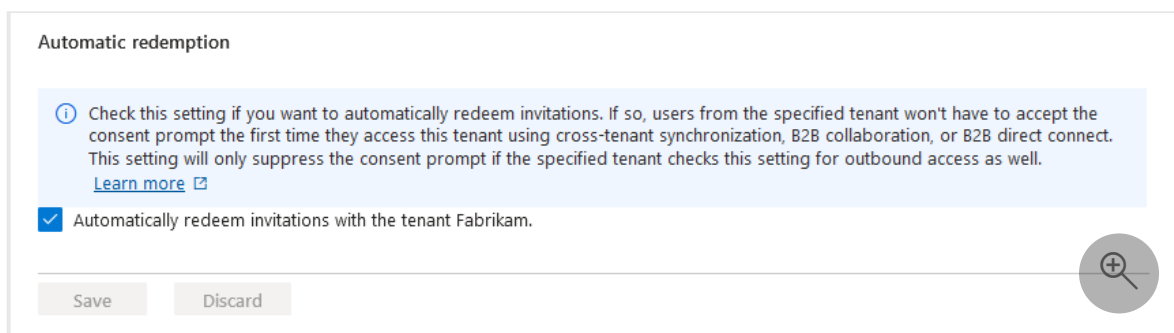 Automatic redemption
Check this setting if you want to automatically redeem invitations. If so, users from the specified tenant won't have to accept the
consent prompt the first time they access this tenant using cross-tenant synchronization, B2B collaboration, or B2B direct connect.
This setting will only suppress the consent prompt if the specified tenant checks this setting for outbound access as well.
Learn more
Automatically redeem invitations with the tenant Fabrikam.
Save Discard